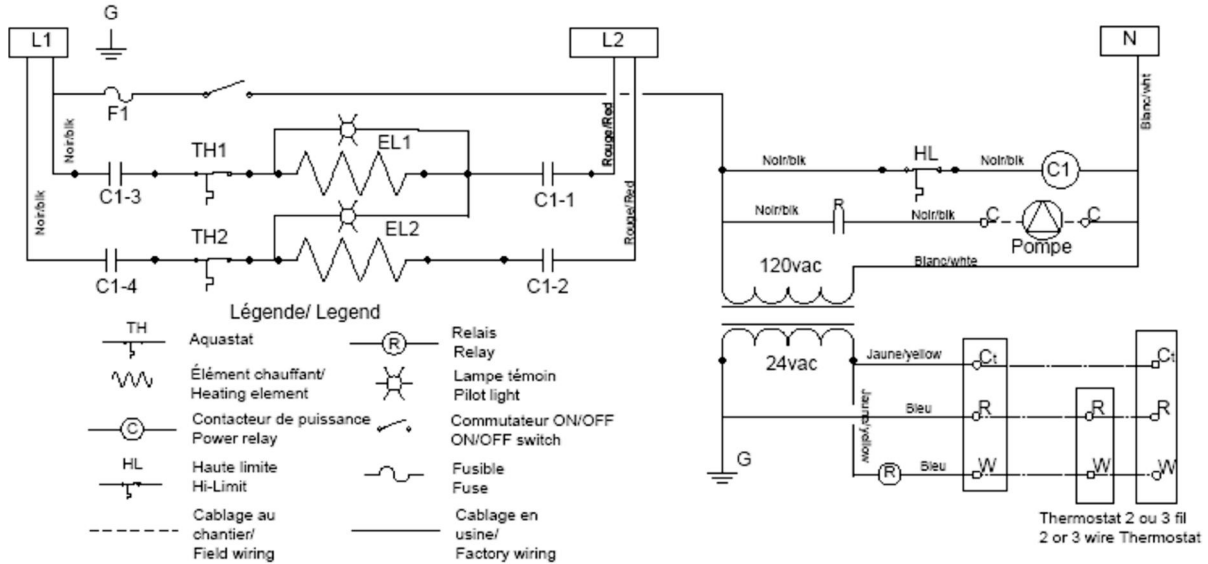 G
L1
L2
N
F1
Noir/blk
Noir/blk
Rouge/Red
Rouge/Red
Blanc/wht
TH1
EL1
C1-3
C1-1
TH2
EL2
C1-4
C1-2
Noir/blk
HL
Noir/blk
C1
Noir/blk
R
Noir/blk
C
C
Pompe
Blanc/whte
120vac
24vac
Jaune/yellow
Jaune/yellow
Ct
Ct
Bleu
R
R
R
G
R
Bleu
W
W
W
Thermostat 2 ou 3 fil
2 or 3 wire Thermostat
Légende/ Legend
TH
Aquastat
Élément chauffant/
Heating element
C
Contacteur de puissance
Power relay
HL
Haute limite
Hi-Limit
Cablage au
chantier/
Field wiring
R
Relais
Relay
Lampe témoin
Pilot light
Commutateur ON/OFF
ON/OFF switch
Fusible
Fuse
Cablage en
usine/
Factory wiring